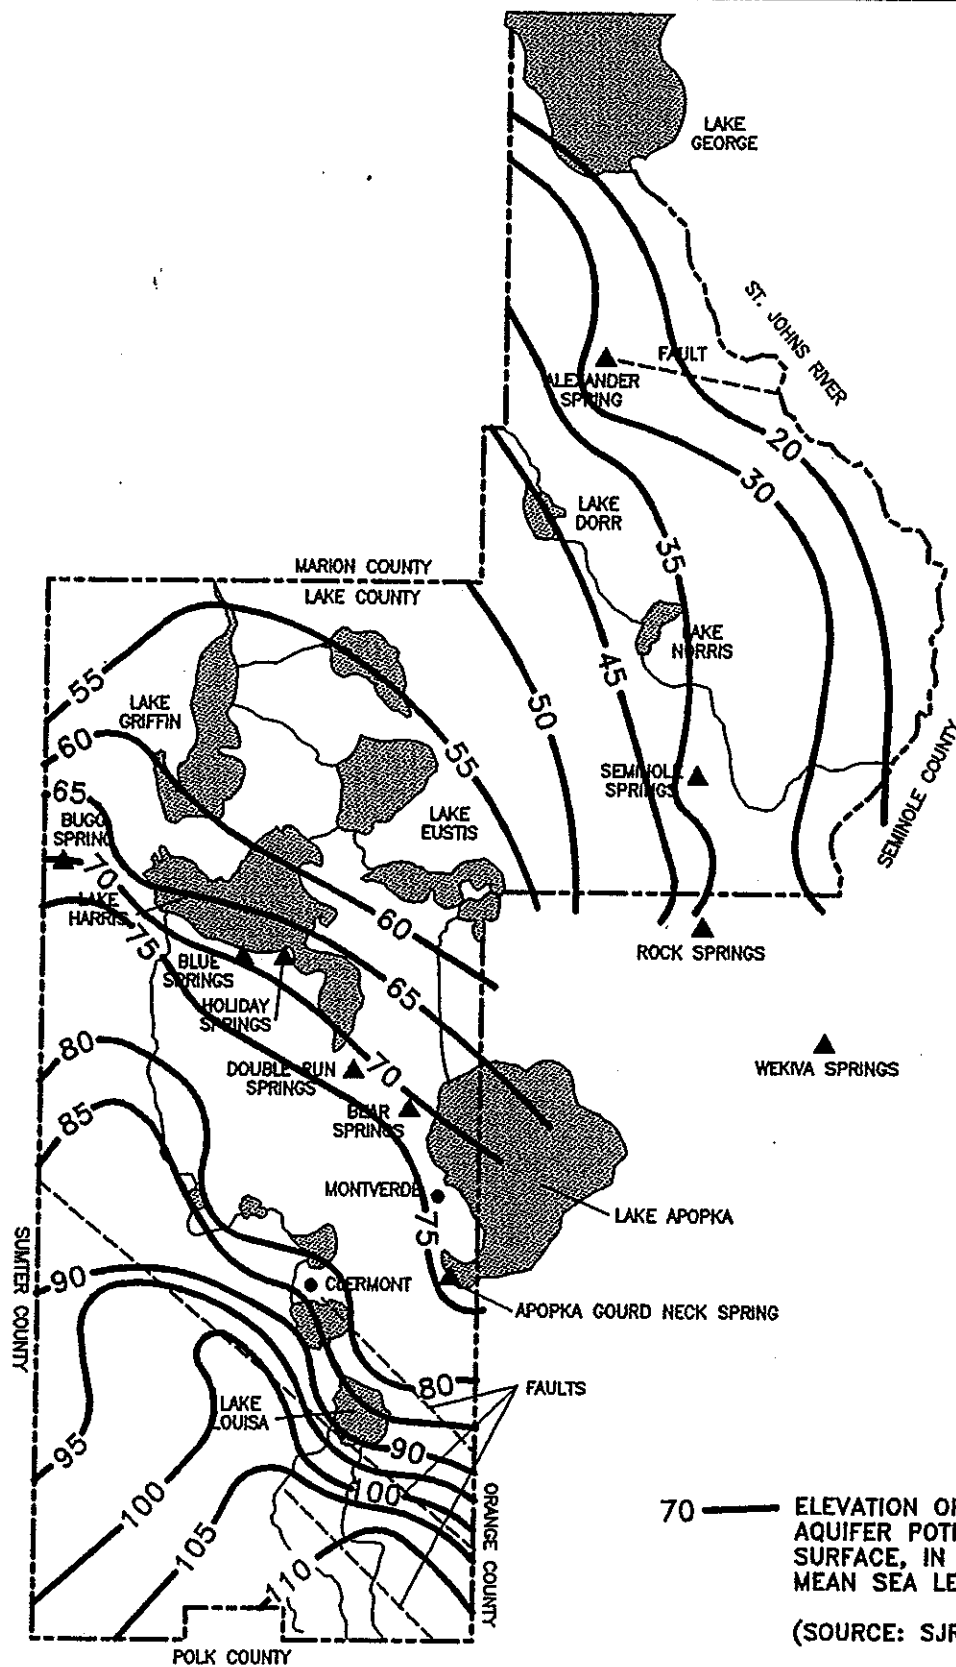 LAKE
GEORGE
ST. JOHNS RIVER
FAULT
ALEXANDER
SPRING
20
30
LAKE
DORR
35
MARION COUNTY
LAKE COUNTY
LAKE
NORRIS
45
50
55
LAKE
GRIFFIN
60
55
SEMINOLE
SPRINGS
SEMINOLE COUNTY
65
BUGG
SPRING
LAKE
EUSTIS
70
LAKE
HARRIS
60
75
ROCK SPRINGS
BLUE
SPRINGS
65
HOLIDAY
SPRINGS
80
DOUBLE RUN
SPRINGS
70
WEKIVA SPRINGS
85
BEAR
SPRINGS
MONTVERDE
75
LAKE APOPKA
SUMTER COUNTY
90
CLERMONT
APOPKA GOURD NECK SPRING
80
FAULTS
LAKE
LOUISA
95
90
100
100
105
110
ORANGE COUNTY
POLK COUNTY
70
ELEVATION OF
AQUIFER
SURFACE, IN
MEAN SEA
(SOURCE: